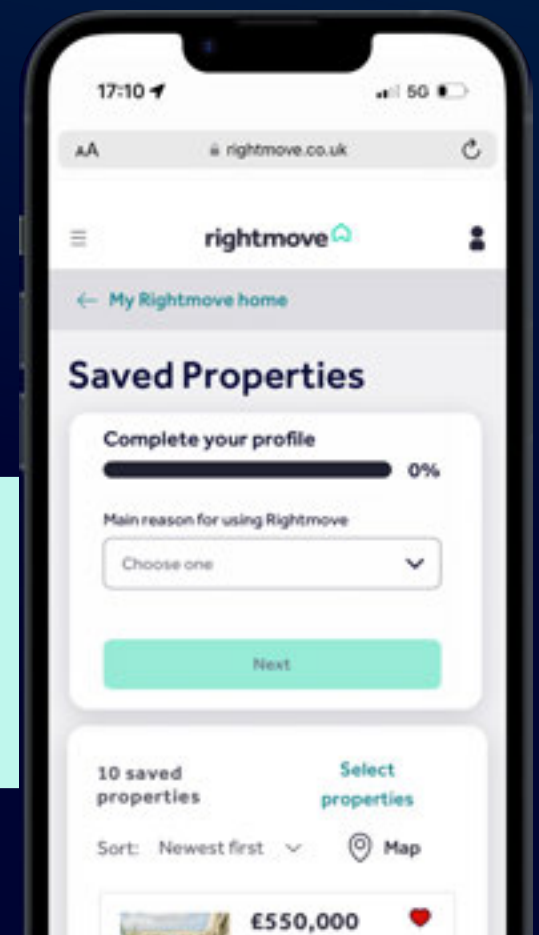 17:10
5G
AA rightmove.co.uk
rightmove
← My Rightmove home
Saved Properties
Complete your profile
0%
Main reason for using Rightmove
Choose one
Next
10 saved
properties
Select
properties
Sort: Newest first
Map
£550,000